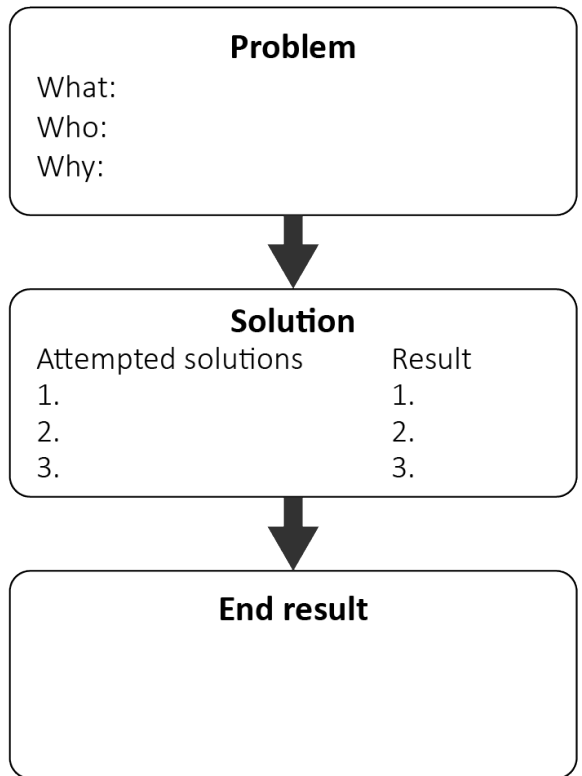 Problem
What:
Who:
Why:
Solution
Attempted solutions Result
1. 1.
2. 2.
3. 3.
End result